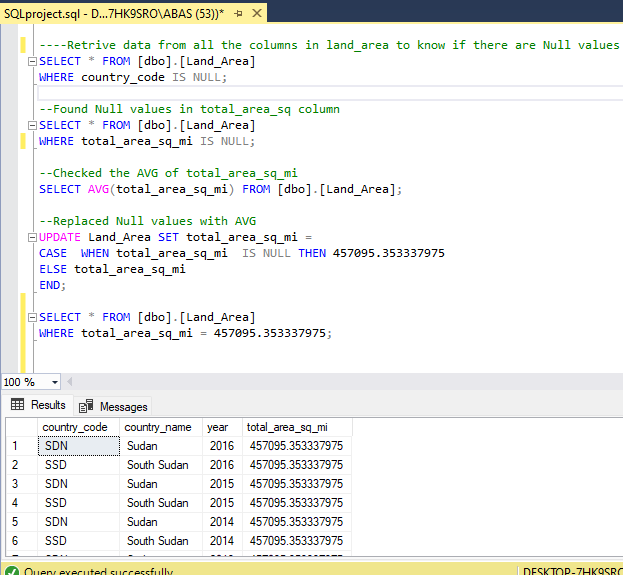 SQLproject.sql - D...7HK9SRO\ABAS (53))*
----Retrive data from all the columns in land_area to know if there are Null values
SELECT * FROM [dbo].[Land_Area]
WHERE country_code IS NULL;
--Found Null values in total_area_sq column
SELECT * FROM [dbo].[Land_Area]
WHERE total_area_sq_mi IS NULL;
--Checked the AVG of total_area_sq_mi
SELECT AVG(total_area_sq_mi) FROM [dbo].[Land_Area];
--Replaced Null values with AVG
UPDATE Land_Area SET total_area_sq_mi =
CASE  WHEN total_area_sq_mi  IS NULL THEN 457095.353337975
ELSE total_area_sq_mi
END;
SELECT * FROM [dbo].[Land_Area]
WHERE total_area_sq_mi = 457095.353337975;
100 %
Results Messages
country_code country_name year total_area_sq_mi
1 SDN Sudan 2016 457095.353337975
2 SSD South Sudan 2016 457095.353337975
3 SDN Sudan 2015 457095.353337975
4 SSD South Sudan 2015 457095.353337975
5 SDN Sudan 2014 457095.353337975
6 SSD South Sudan 2014 457095.353337975
Query executed successfully DESKTOP-7HK9SRO